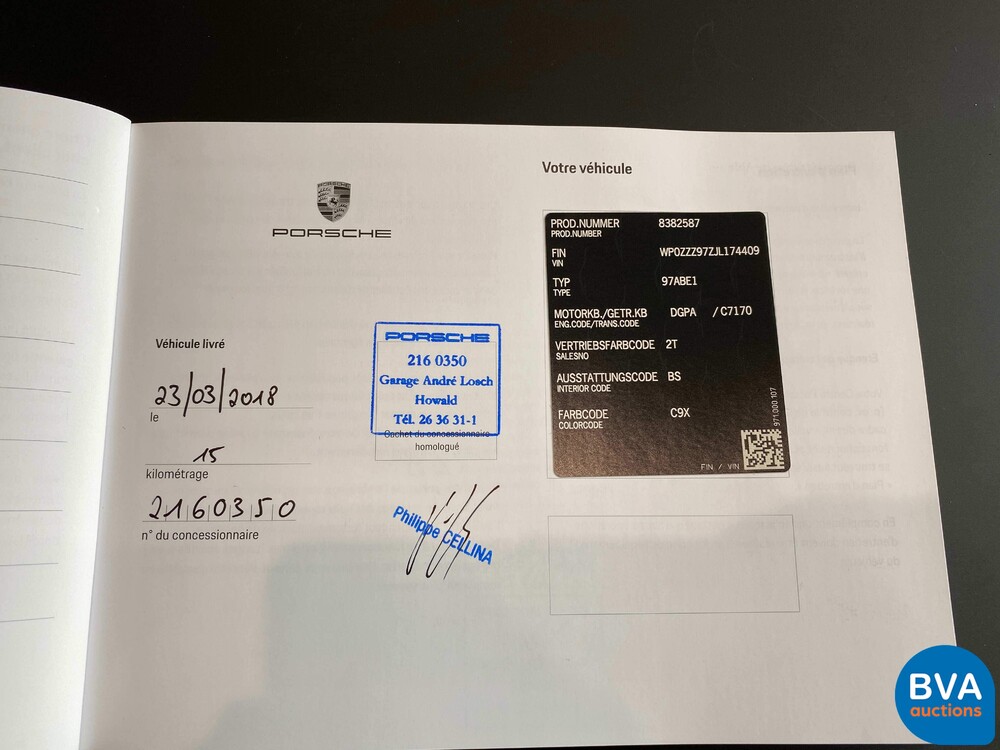 PORSCHE
PORSCHE
Véhicule livré
23/03/2018
le
15
kilométrage
2160350
n° du concessionnaire
PORSCHE
216 0350
Garage André Losch
Howald
Tél. 26 36 31-1
Cachet du concessionnaire
homologué
Philippe CELLINA
Votre véhicule
PROD.NUMMER 8382587
PROD.NUMBER
FIN WP0ZZZ97ZJL174409
VIN
TYP 97ABE1
TYPE
MOTORKB./GETR.KB DGPA /C7170
ENG.CODE/TRANS.CODE
VERTRIEBSFARBCODE 2T
SALESNO
AUSSTATTUNGSCODE BS
INTERIOR CODE
FARBCODE C9X
COLORCODE
971.000.107
FIN / VIN
BVA
auctions